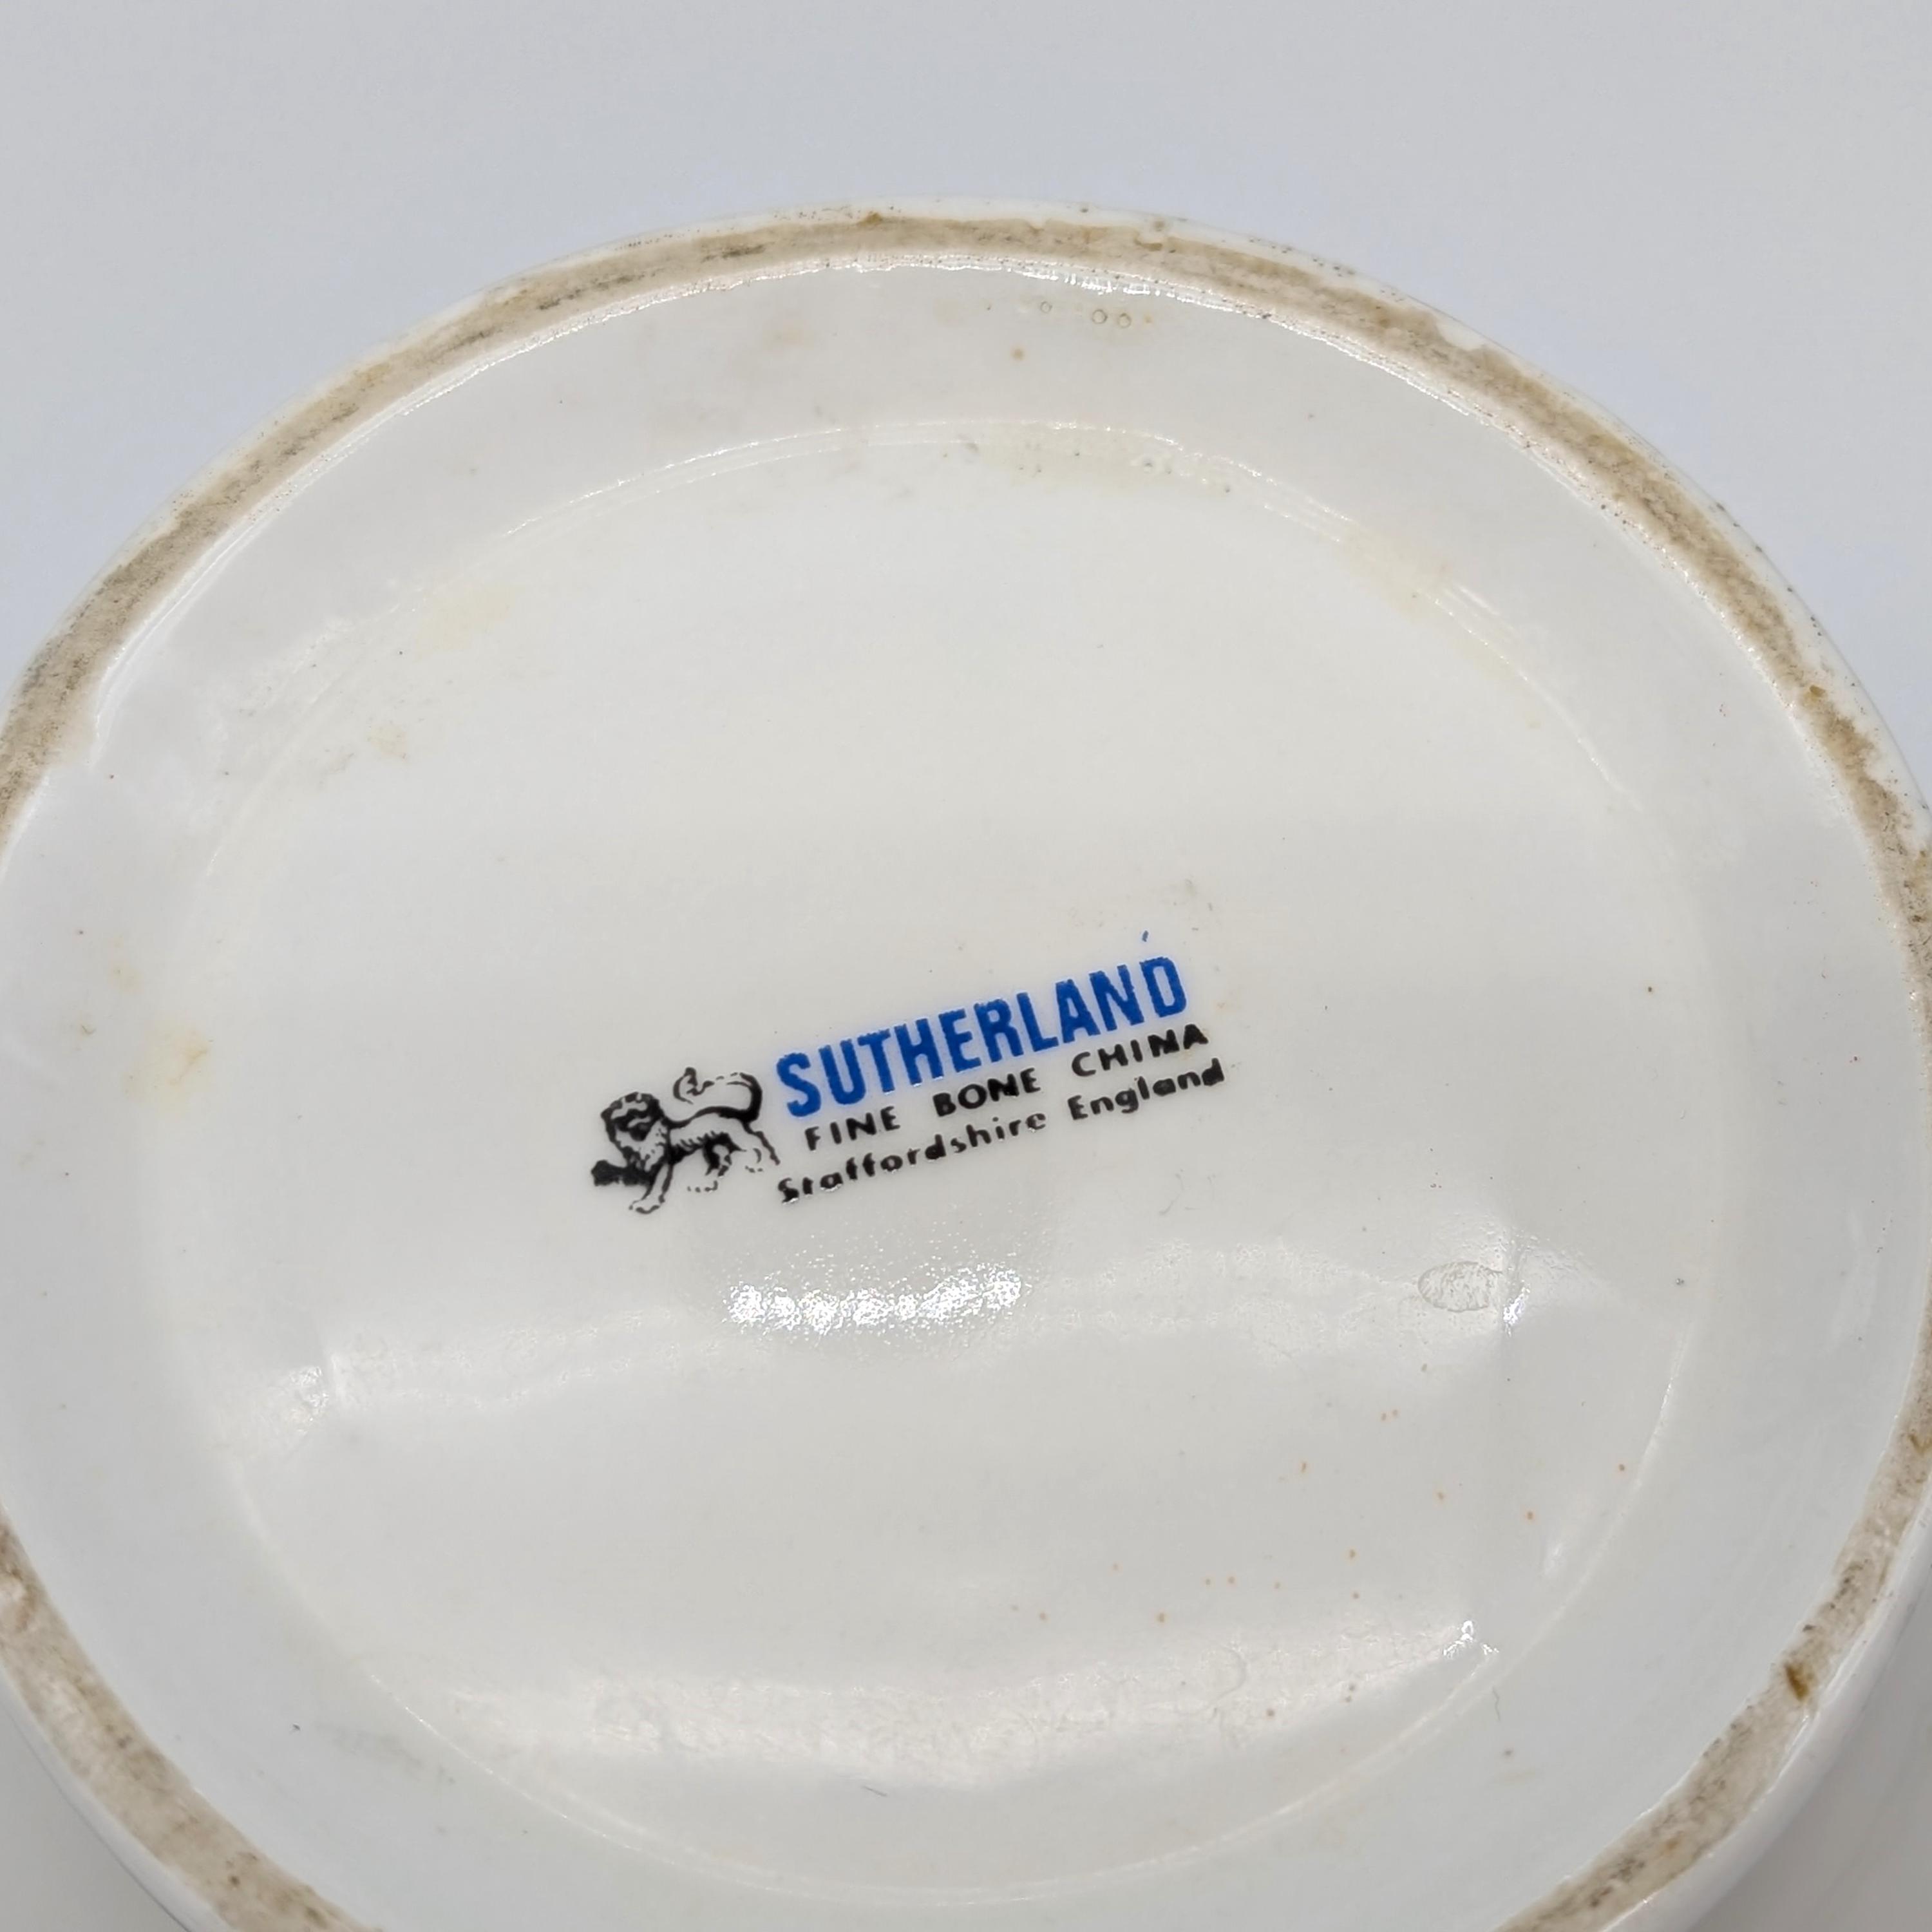 SUTHERLAND
FINE BONE CHINA
Staffordshire England